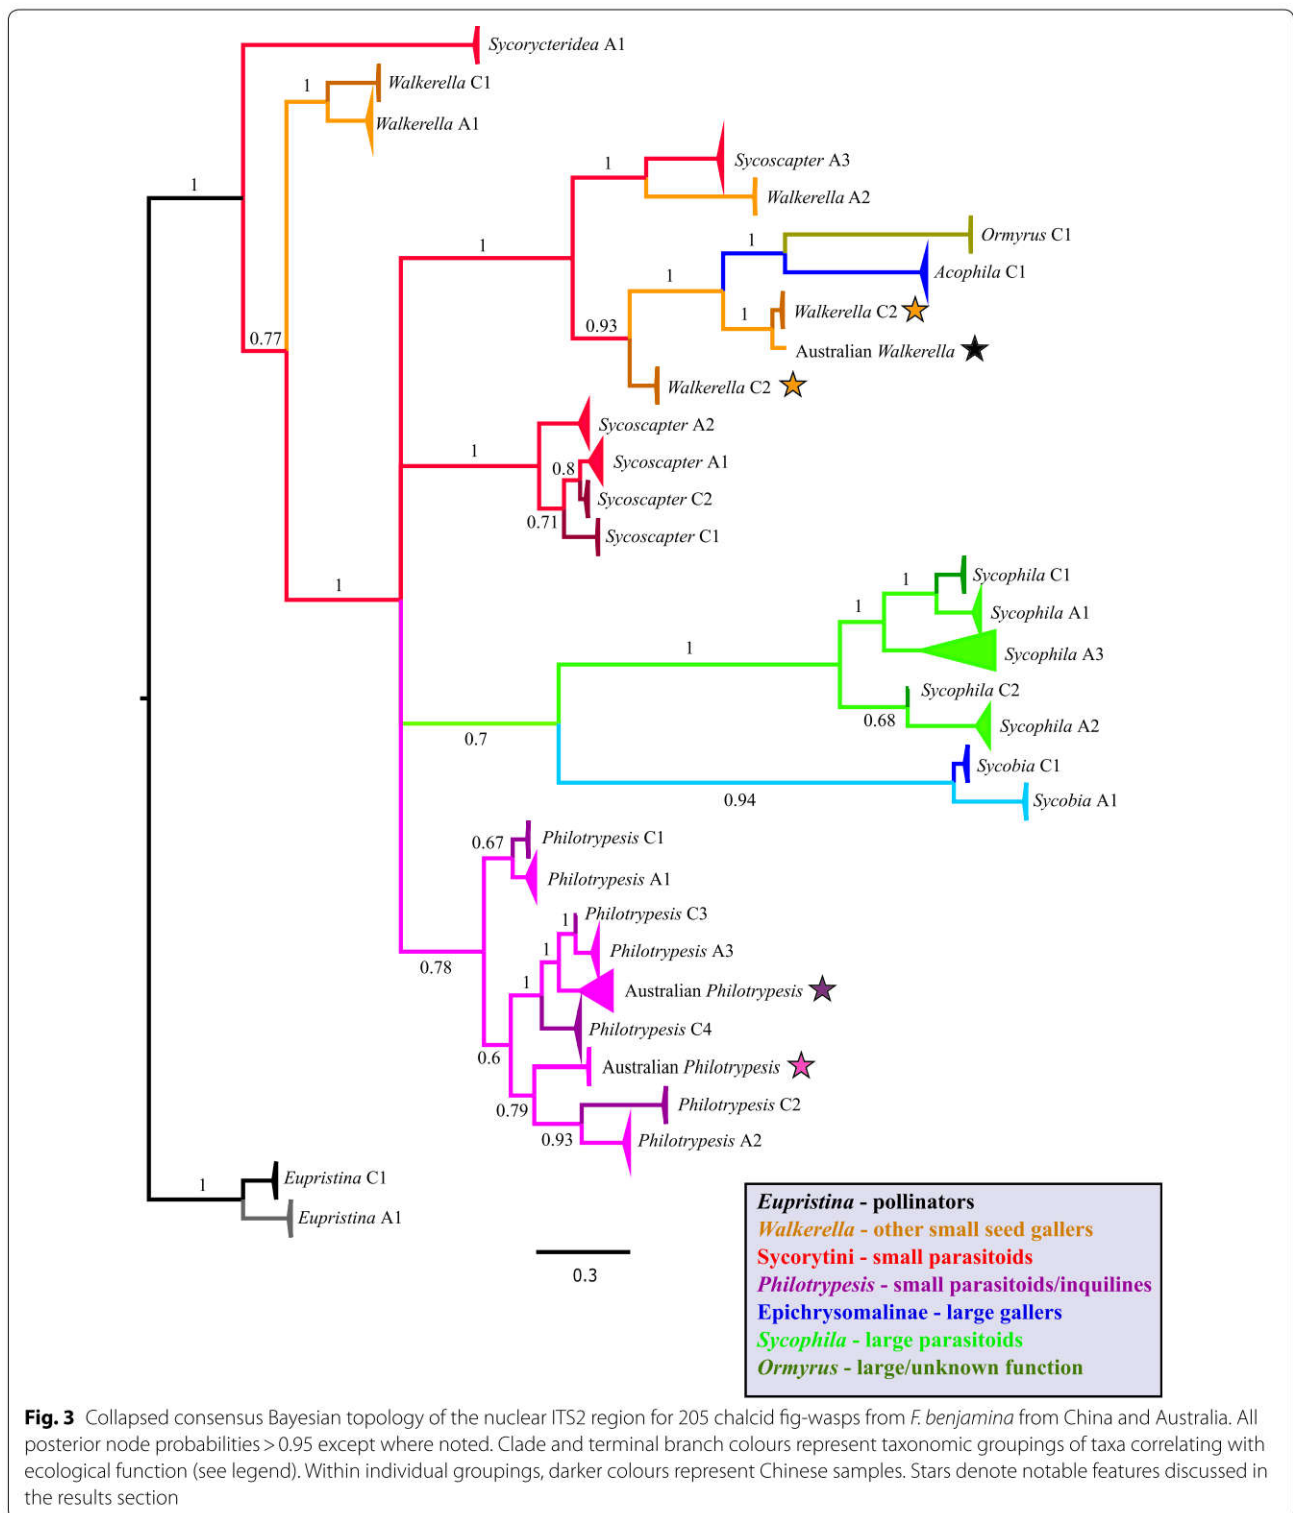 Sycorycteridea A1
1
Walkerella C1
Walkerella A1
1
Sycoscapter A3
1
Walkerella A2
Ormyrus C1
1
1
Acophila C1
1
Walkerella C2
1
0.77
0.93
Australian Walkerella
Walkerella C2
Sycoscapter A2
1
Sycoscapter A1
0.8
Sycoscapter C2
0.71
Sycoscapter C1
1
Sycophila C1
1
1
Sycophila A1
1
Sycophila A3
Sycophila C2
0.68
Sycophila A2
0.7
Sycobia C1
0.94
Sycobia A1
0.67
Philotrypesis C1
Philotrypesis A1
1
Philotrypesis C3
1
Philotrypesis A3
0.78
1
Australian Philotrypesis
Philotrypesis C4
0.6
Australian Philotrypesis
0.79
Philotrypesis C2
0.93
Philotrypesis A2
1
Eupristina C1
Eupristina A1
0.3
Eupristina - pollinators
Walkerella - other small seed gallers
Sycorytini - small parasitoids
Philotrypesis - small parasitoids/inquilines
Epichrysomalinae - large gallers
Sycophila - large parasitoids
Ormyrus - large/unknown function
Fig. 3 Collapsed consensus Bayesian topology of the nuclear ITS2 region for 205 chalcid fig-wasps from F. benjamina from China and Australia. All
posterior node probabilities > 0.95 except where noted. Clade and terminal branch colours represent taxonomic groupings of taxa correlating with
ecological function (see legend). Within individual groupings, darker colours represent Chinese samples. Stars denote notable features discussed in
the results section